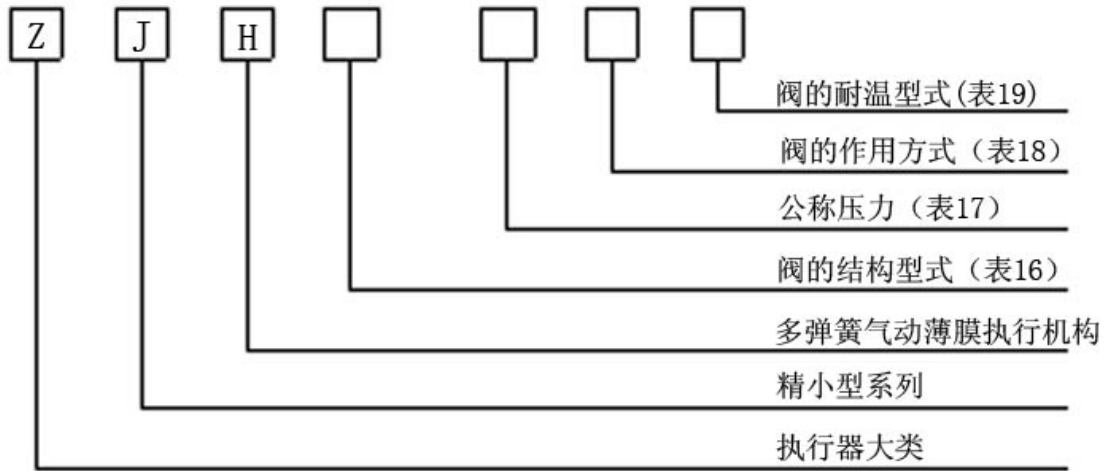 Z J H
阀的耐温型式(表19)
阀的作用方式（表18）
公称压力（表17）
阀的结构型式（表16）
多弹簧气动薄膜执行机构
精小型系列
执行器大类